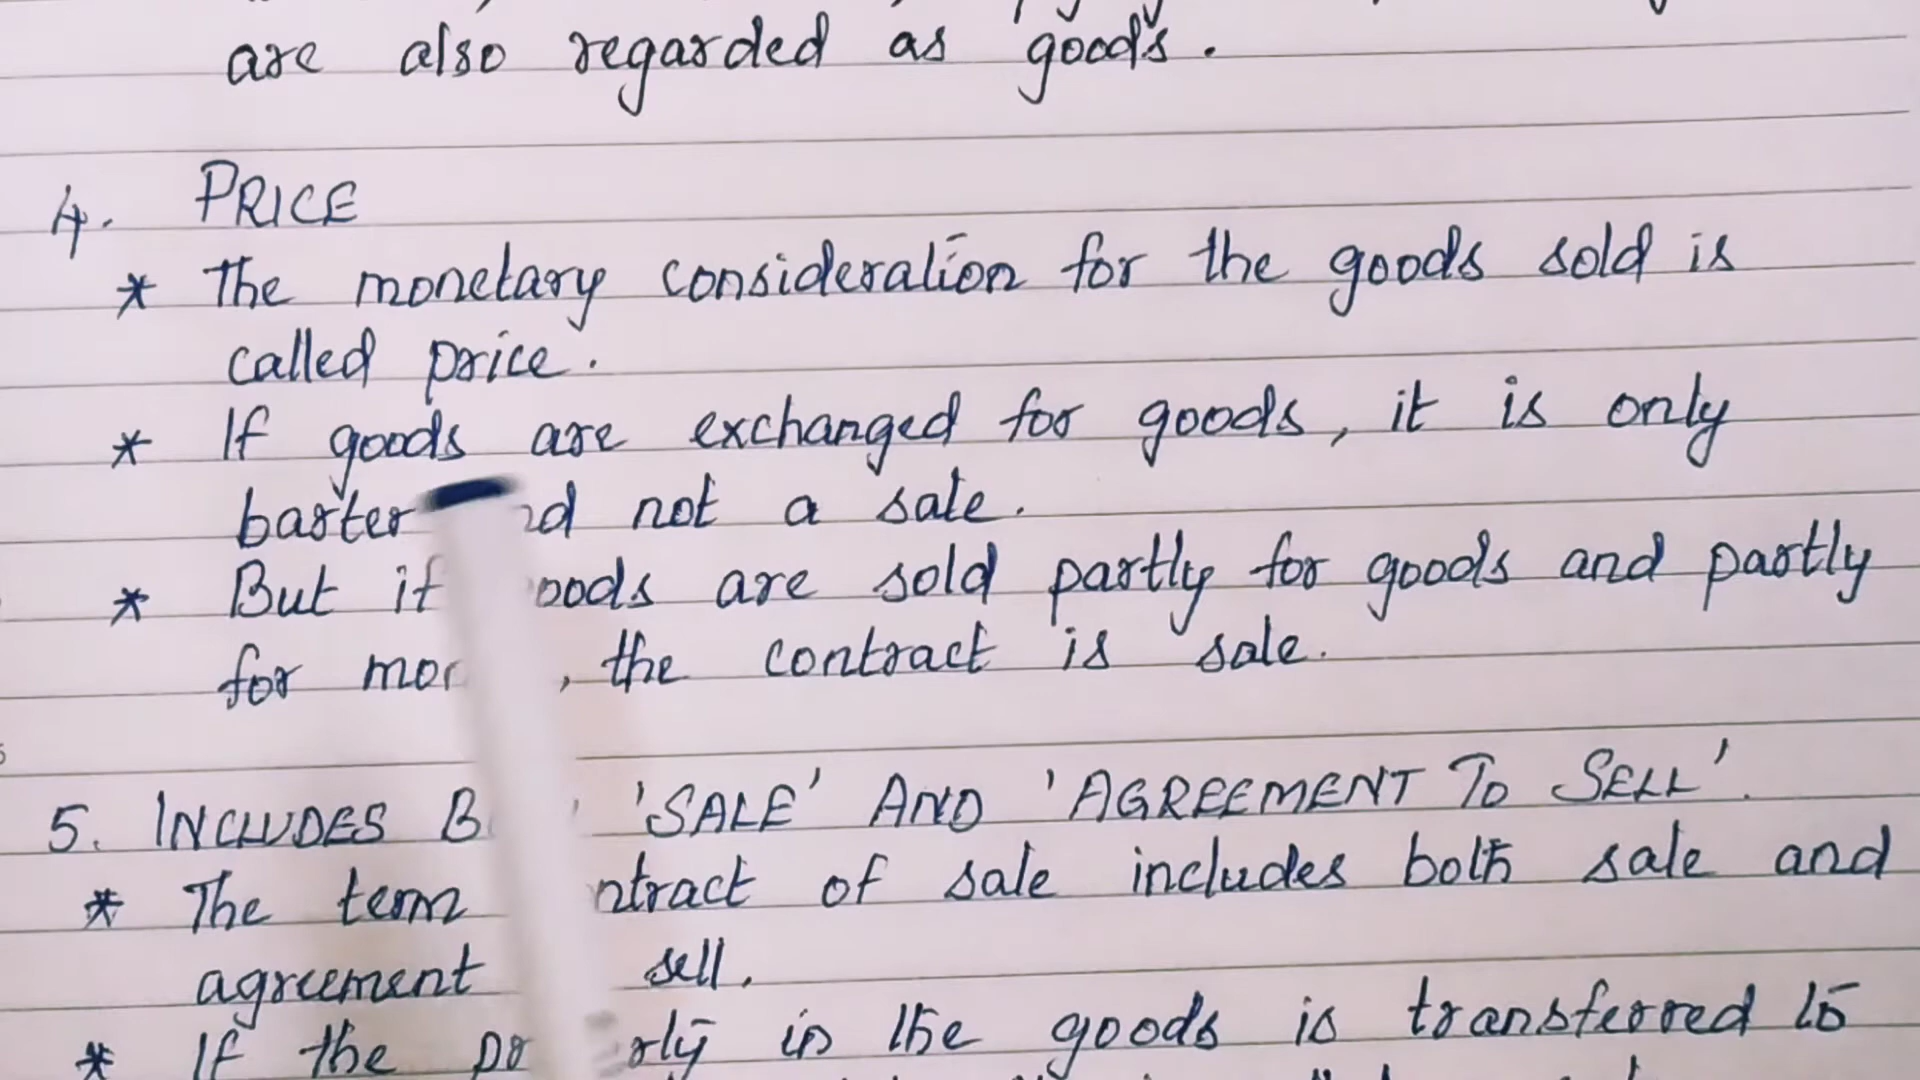 are also regarded as goods.
4. PRICE
* The monetary consideration for the goods sold is
called price.
* If goods are exchanged for goods, it is only
barter not a sale.
* But if are sold partly for goods and partly
for , the contract is sale.
5. INCLUDES 'SALE' AND 'AGREEMENT TO SELL'.
* The term of sale includes both sale and
agreement sell.
* If the in the goods is transferred to